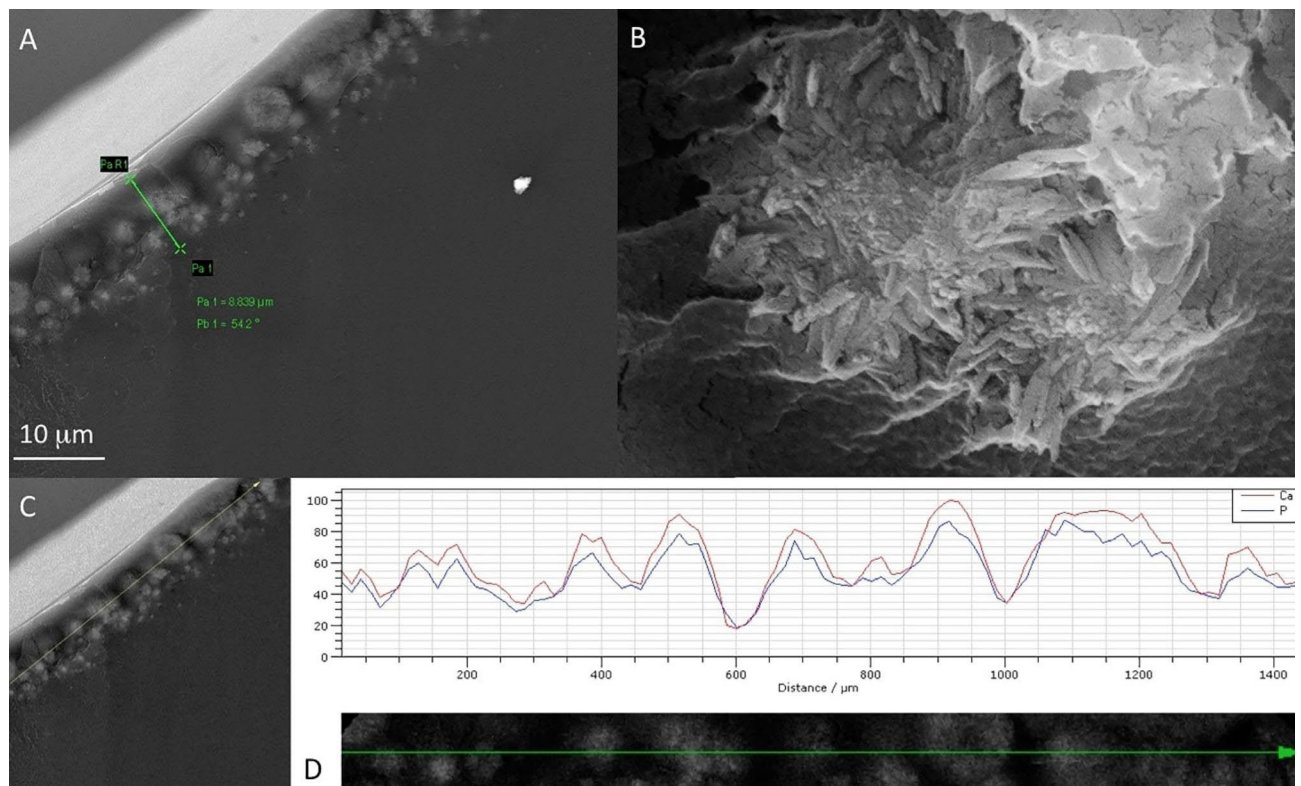 A
Pa R1
Pa 1
Pa 1 = 8.839 µm
Pb 1 = 54.2 °
10 µm
B
C
100
80
60
40
20
0
Ca
P
200 400 600 800 1000 1200 1400
Distance / µm
D